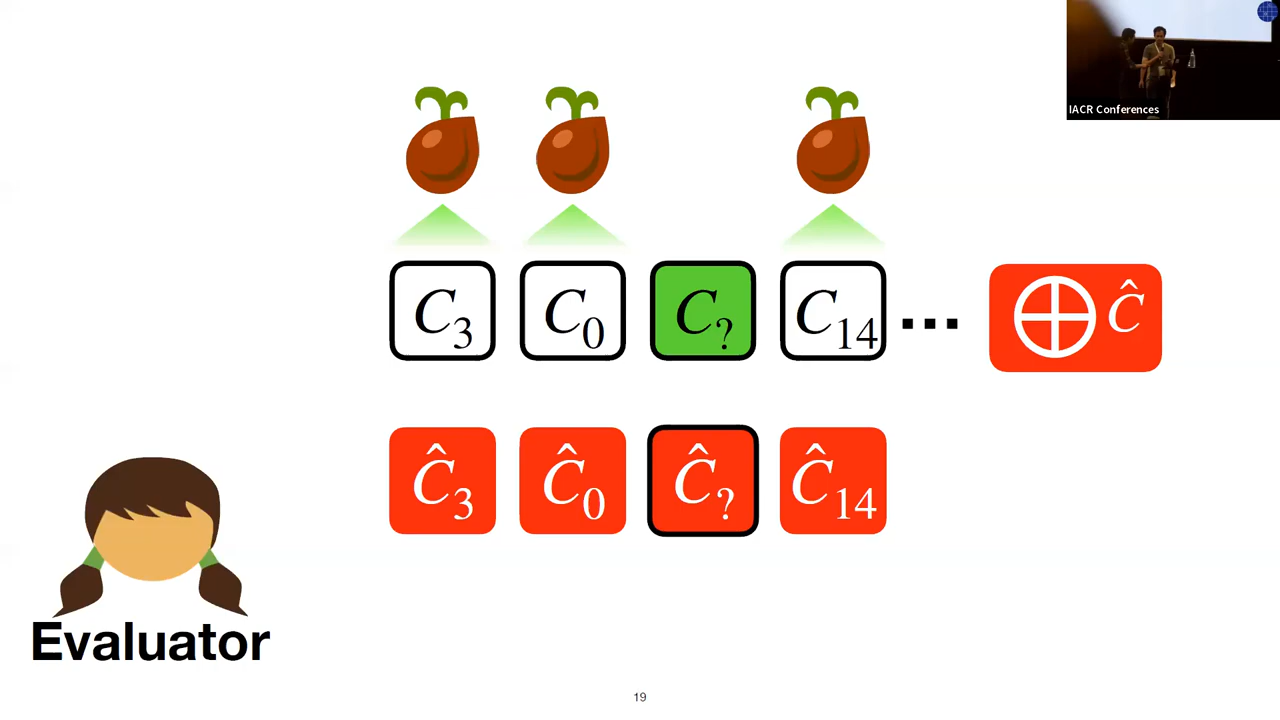 IACR Conferences
C₃ C₀ C? C₁₄ ... ⊕ Ĉ
Ĉ₃ Ĉ₀ Ĉ? Ĉ₁₄
Evaluator
19